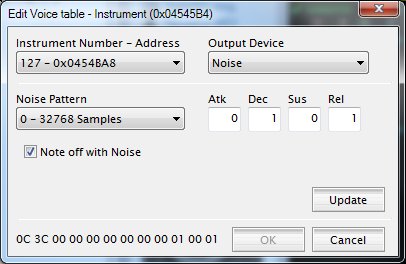 Edit Voice table - Instrument (0x04545B4)
Instrument Number - Address Output Device
127 - 0x0454BA8 Noise
Noise Pattern Atk Dec Sus Rel
0 - 32768 Samples 0 1 0 1
Note off with Noise
Update
0C 3C 00 00 00 00 00 00 00 01 00 01 OK Cancel